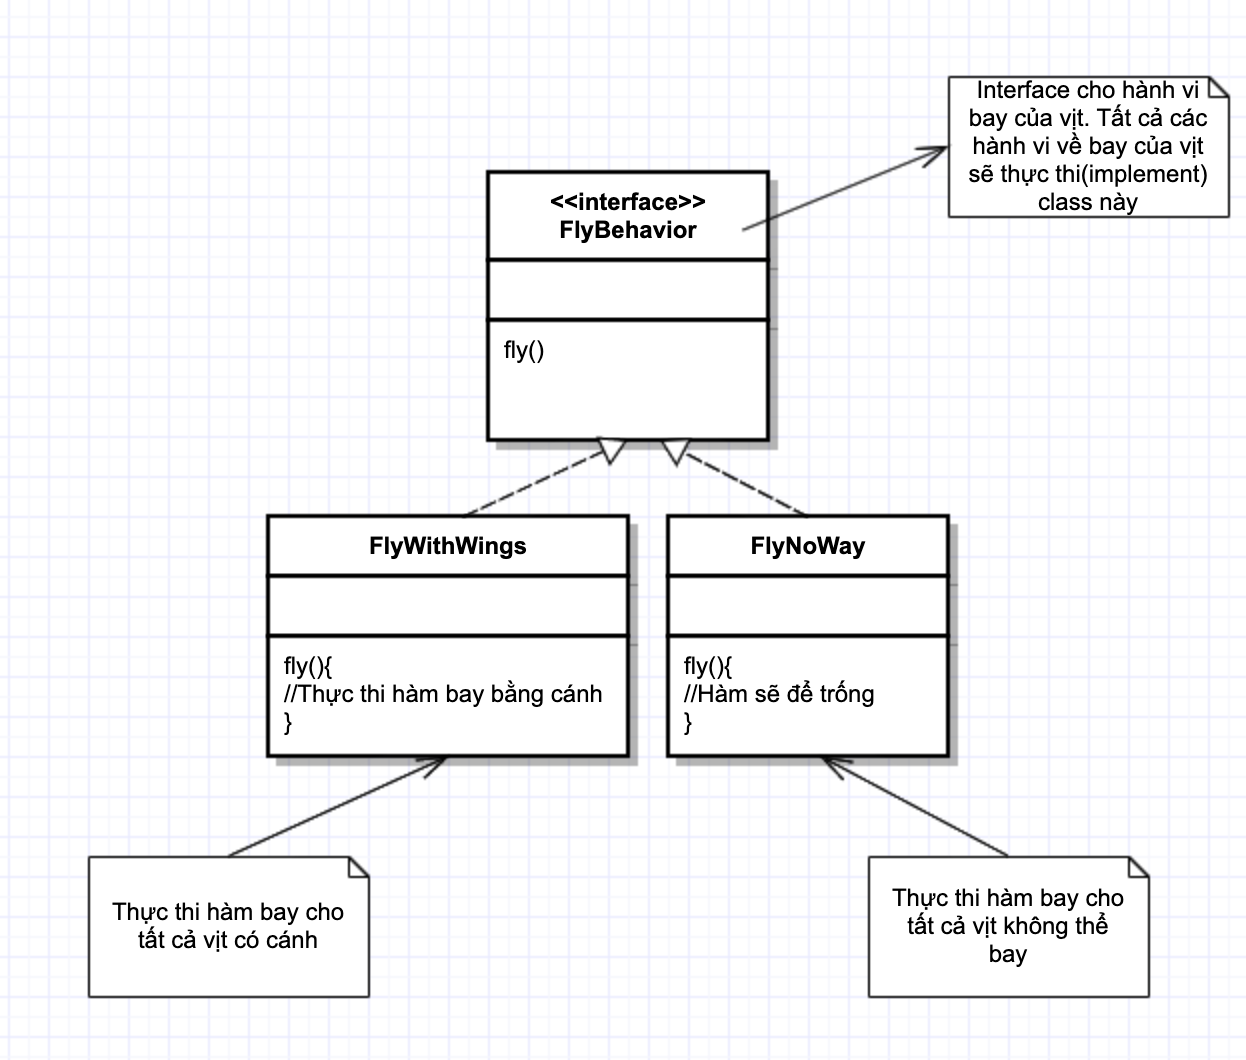 Interface cho hành vi
bay của vịt. Tất cả các
hành vi về bay của vịt
sẽ thực thi(implement)
class này
<<interface>>
FlyBehavior
fly()
FlyWithWings
fly(){
//Thực thi hàm bay bằng cánh
}
FlyNoWay
fly(){
//Hàm sẽ để trống
}
Thực thi hàm bay cho
tất cả vịt có cánh
Thực thi hàm bay cho
tất cả vịt không thể
bay